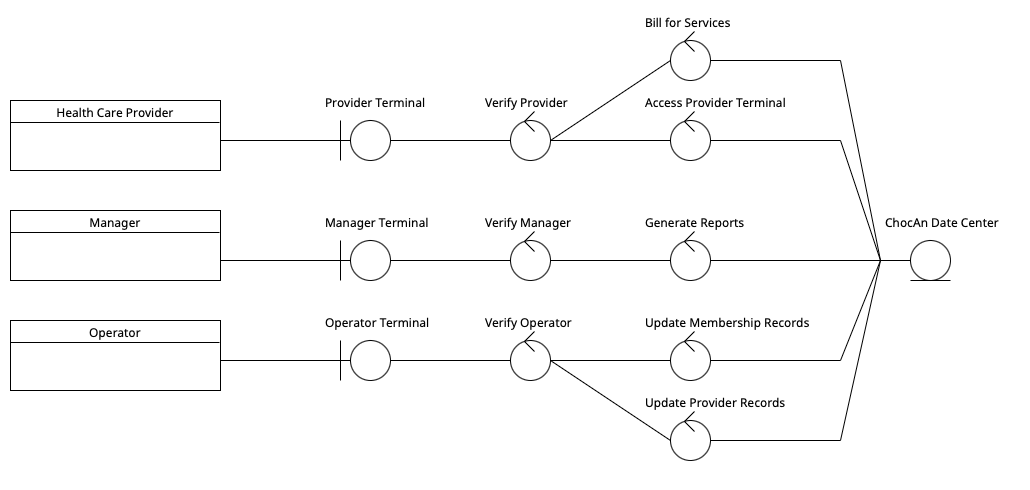 Bill for Services
Health Care Provider
Provider Terminal
Verify Provider
Access Provider Terminal
Manager
Manager Terminal
Verify Manager
Generate Reports
ChocAn Date Center
Operator
Operator Terminal
Verify Operator
Update Membership Records
Update Provider Records